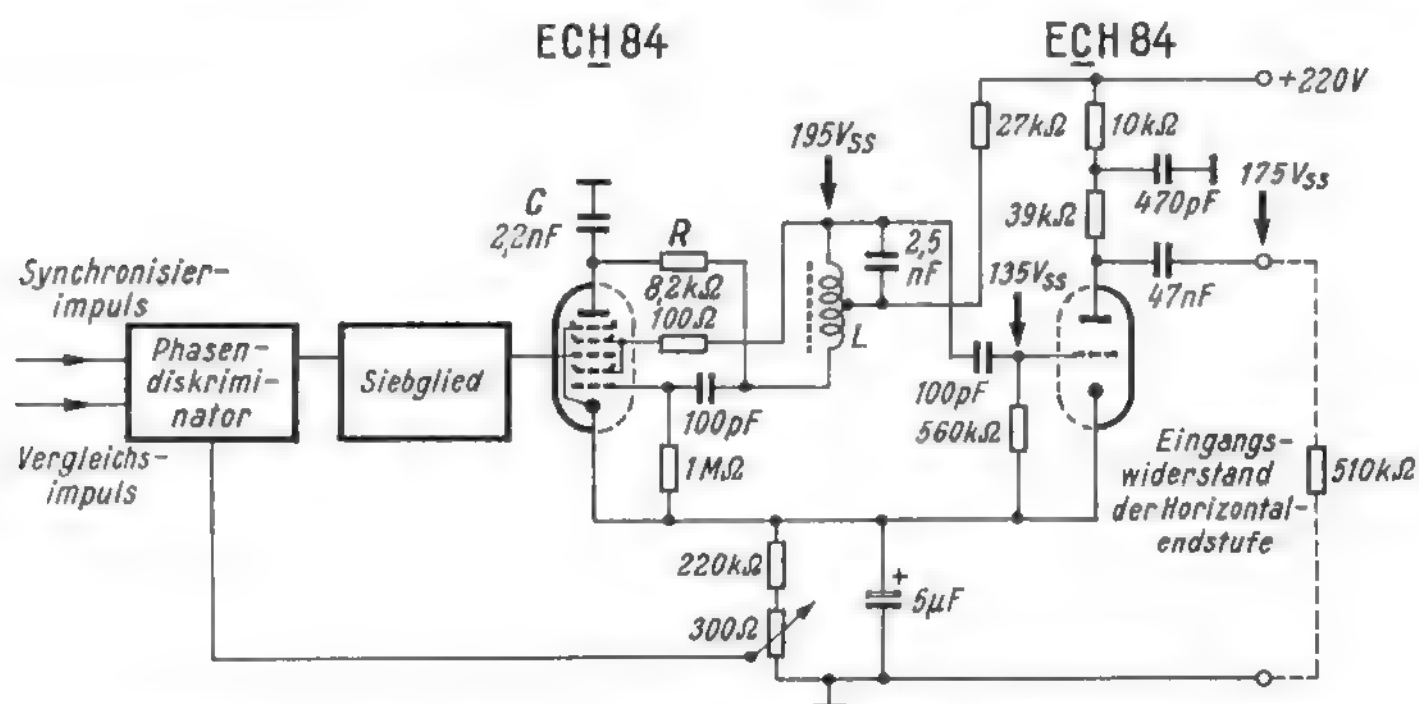 ECH 84
ECH 84
+220V
195Vss
27kΩ
10kΩ
175Vss
C
2,2nF
470pF
39kΩ
R
8,2kΩ
100Ω
2,5
nF
135Vss
47nF
L
Synchronisier-
impuls
Phasen-
diskrimi-
nator
Siebglied
Vergleichs-
impuls
100pF
1MΩ
100pF
560kΩ
Eingangs-
widerstand
der Horizontal-
endstufe
510kΩ
220kΩ
300Ω
+
5µF